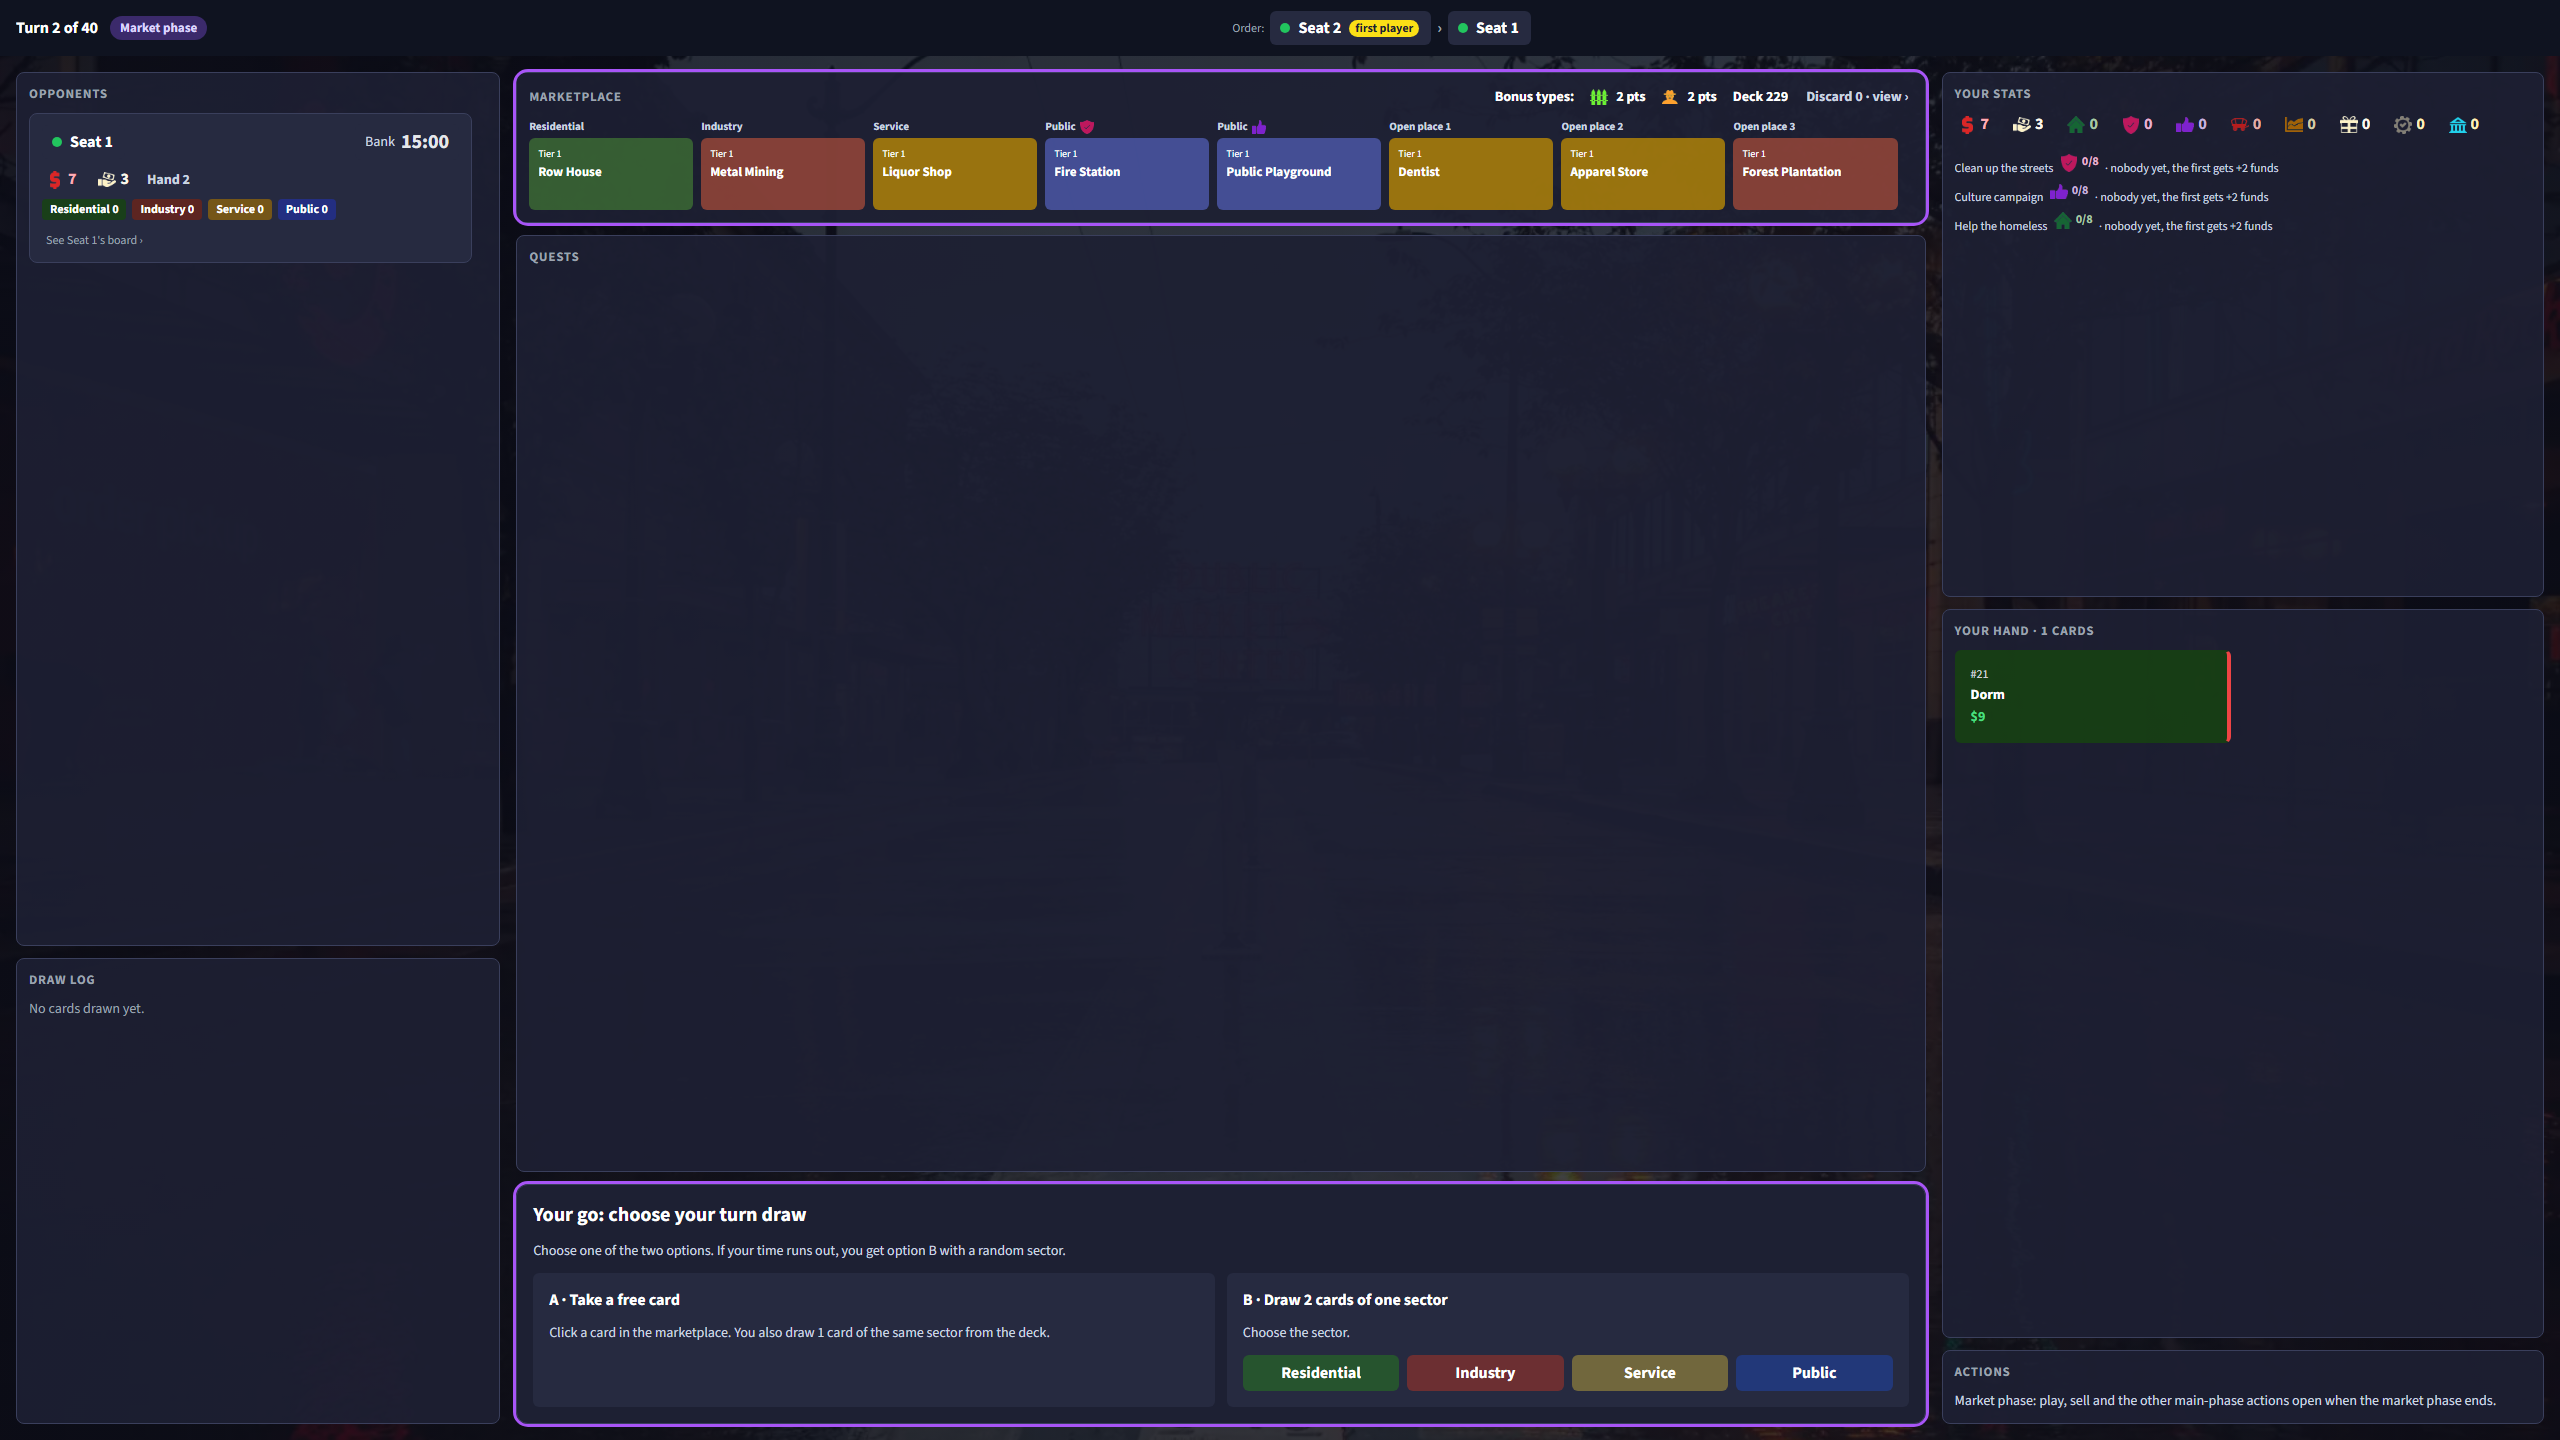 Turn 2 of 40 Market phase
Order: Seat 2 first player › Seat 1
OPPONENTS
Seat 1 Bank 15:00
7 3 Hand 2
Residential 0 Industry 0 Service 0 Public 0
See Seat 1's board ›
DRAW LOG
No cards drawn yet.
MARKETPLACE
Bonus types: 2 pts 2 pts Deck 229 Discard 0 · view ›
Residential Industry Service Public Public Open place 1 Open place 2 Open place 3
Tier 1 Tier 1 Tier 1 Tier 1 Tier 1 Tier 1 Tier 1 Tier 1
Row House Metal Mining Liquor Shop Fire Station Public Playground Dentist Apparel Store Forest Plantation
QUESTS
Your go: choose your turn draw
Choose one of the two options. If your time runs out, you get option B with a random sector.
A · Take a free card
Click a card in the marketplace. You also draw 1 card of the same sector from the deck.
B · Draw 2 cards of one sector
Choose the sector.
Residential Industry Service Public
YOUR STATS
7 3 0 0 0 0 0 0 0 0
Clean up the streets 0/8 · nobody yet, the first gets +2 funds
Culture campaign 0/8 · nobody yet, the first gets +2 funds
Help the homeless 0/8 · nobody yet, the first gets +2 funds
YOUR HAND · 1 CARDS
#21
Dorm
$9
ACTIONS
Market phase: play, sell and the other main-phase actions open when the market phase ends.